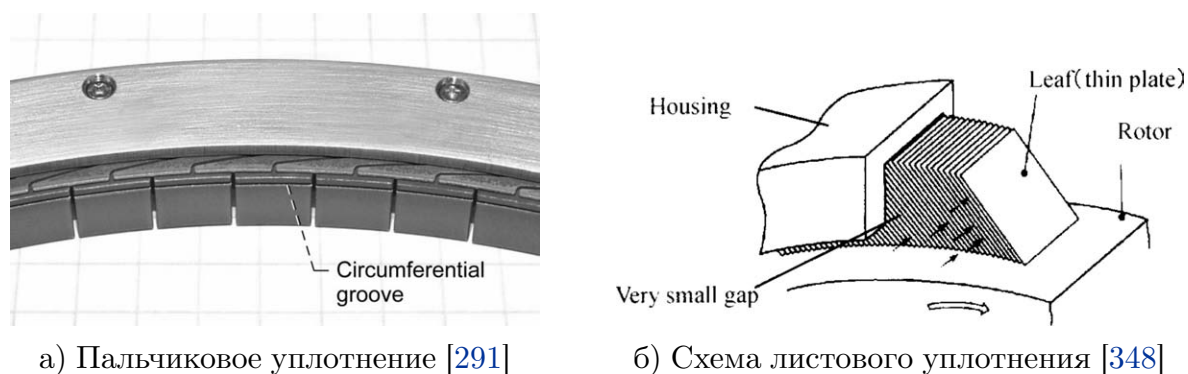 Circumferential
groove
Housing
Leaf(thin plate)
Rotor
Very small gap
а) Пальчиковое уплотнение [291]
б) Схема листового уплотнения [348]